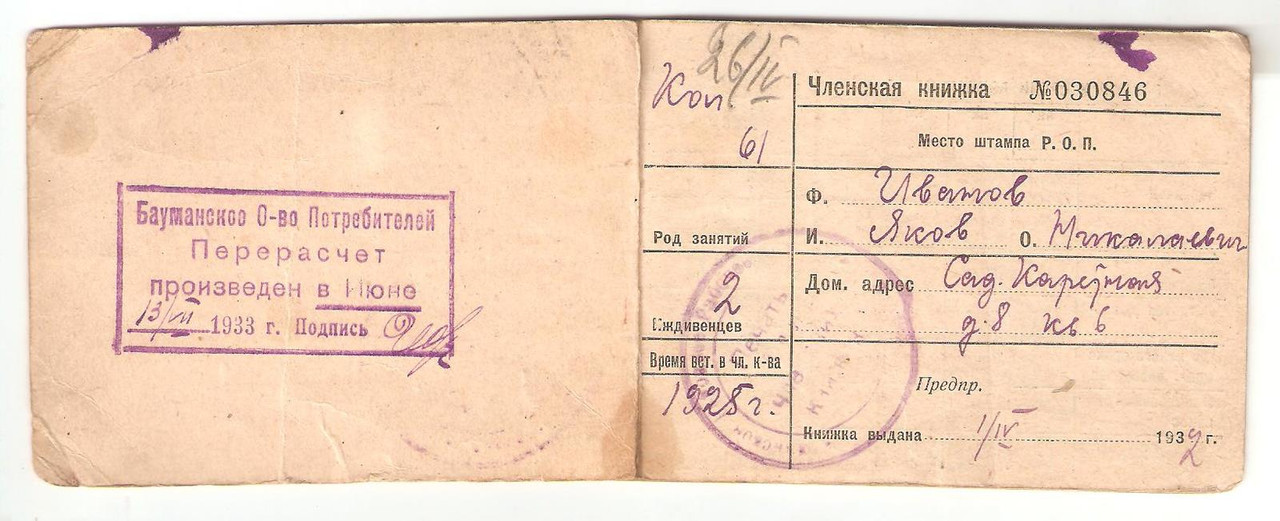 Бауманское О-во Потребителей
Перерасчет
произведен в Июне
13/VII 1933 г. Подпись
26/IV
Кол
61
Род занятий
2
Иждивенцев
Время вст. в чл. к-ва
1925 г.
Членская книжка №030846
Место штампа Р. О. П.
Ф. Иванов
И. Яков О. Николаевич
Дом. адрес Сад. Каретная
д. 8 кв 6
Предпр.
Книжка выдана 1/IV 1932 г.